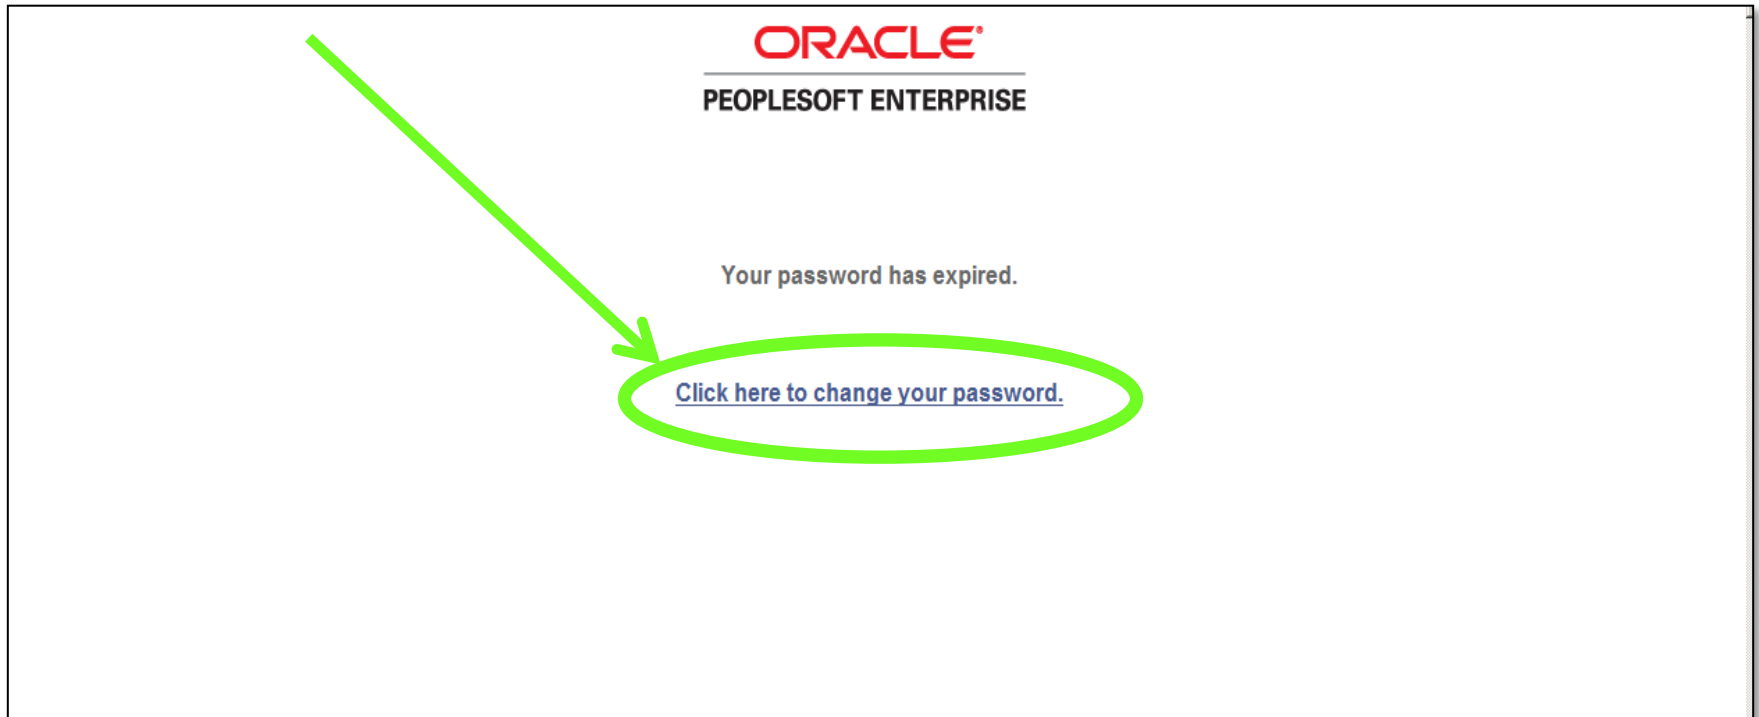 ORACLE®
PEOPLESOFT ENTERPRISE
Your password has expired.
Click here to change your password.